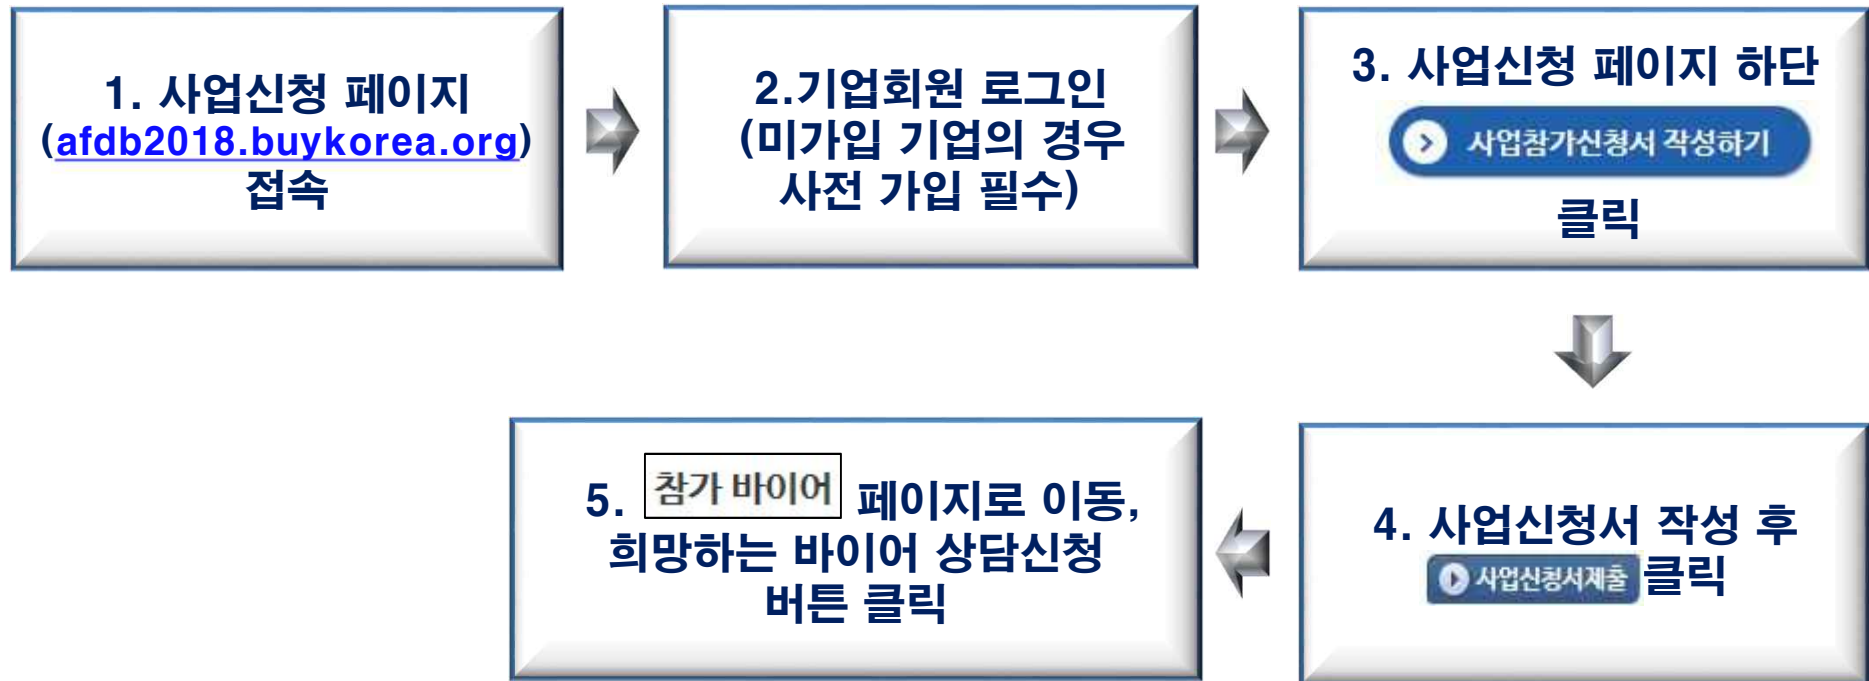 1. 사업신청 페이지
(afdb2018.buykorea.org)
접속
2.기업회원 로그인
(미가입 기업의 경우
사전 가입 필수)
3. 사업신청 페이지 하단
사업참가신청서 작성하기
클릭
4. 사업신청서 작성 후
사업신청서제출 클릭
5. 참가 바이어 페이지로 이동,
희망하는 바이어 상담신청
버튼 클릭